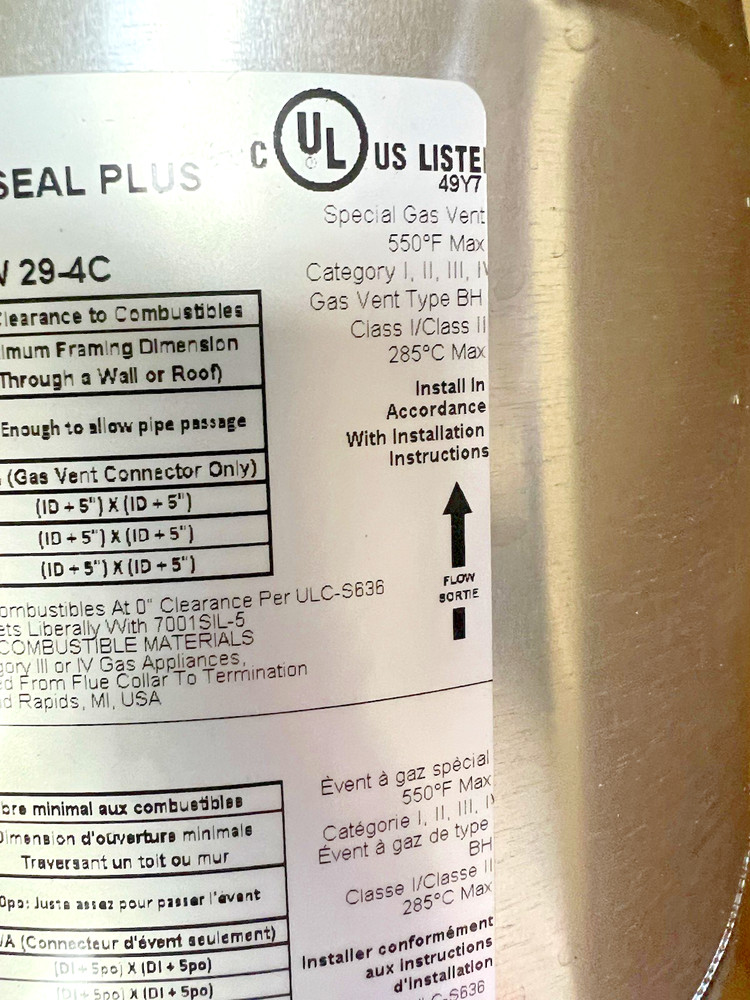 C UL US LISTE
SEAL PLUS
49Y7
Special Gas Vent
550°F Max
29-4C
Category I, II, III, IV
Gas Vent Type BH
Class I/Class II
285°C Max
Install In
Accordance
With Installation
Instructions
FLOW
SORTIE
Clearance to Combustibles
imum Framing Dimension
Through a Wall or Roof)
Enough to allow pipe passage
(Gas Vent Connector Only)
(ID + 5") X (ID + 5")
(ID + 5") X (ID + 5")
(ID + 5") X (ID + 5")
ombustibles At 0" Clearance Per ULC-S636
ets Liberally With 7001SIL-5
COMBUSTIBLE MATERIALS
gory III or IV Gas Appliances,
d From Flue Collar To Termination
d Rapids, MI, USA
Évent à gaz spécial
550°F Max
Catégorie I, II, III, IV
Évent à gaz de type
BH
Classe I/Classe II
285°C Max
Installer conformément
aux instructions
d'installation
LC-S636
bre minimal aux combustibles
Dimension d'ouverture minimale
Traversant un toit ou mur
0po: Juste assez pour passer l'évent
/A (Connecteur d'évent seulement)
(DI + 5po) X (DI + 5po)
(DI + 5po) X (DI + 5po)